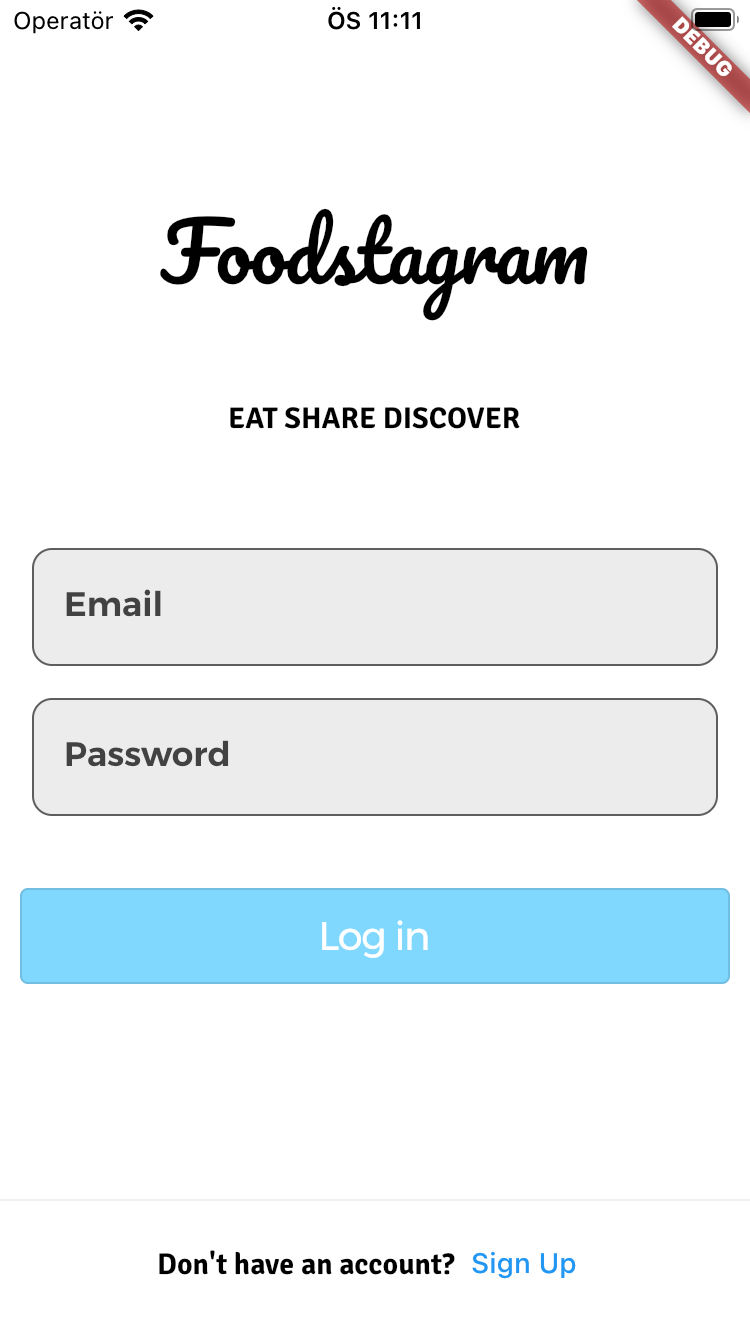 Operatör ÖS 11:11
DEBUG
Foodstagram
EAT SHARE DISCOVER
Email
Password
Log in
Don't have an account? Sign Up